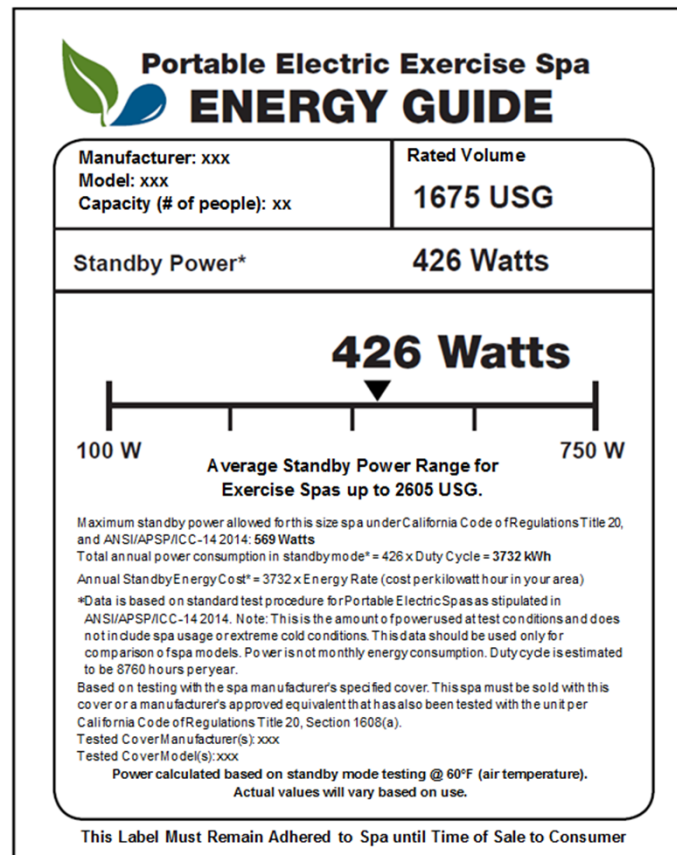 Portable Electric Exercise Spa
ENERGY GUIDE
Manufacturer: xxx
Model: xxx
Capacity (# of people): xx
Rated Volume
1675 USG
Standby Power*
426 Watts
426 Watts
100 W
750 W
Average Standby Power Range for
Exercise Spas up to 2605 USG.
Maximum standby power allowed for this size spa under California Code of Regulations Title 20,
and ANSI/APSP/ICC-14 2014: 569 Watts
Total annual power consumption in standby mode* = 426 x Duty Cycle = 3732 kWh
Annual Standby Energy Cost* = 3732 x Energy Rate (cost per kilowatt hour in your area)
*Data is based on standard test procedure for Portable Electric Spas as stipulated in
ANSI/APSP/ICC-14 2014. Note: This is the amount of power used at test conditions and does
not include spa usage or extreme cold conditions. This data should be used only for
comparison of spa models. Power is not monthly energy consumption. Duty cycle is estimated
to be 8760 hours per year.
Based on testing with the spa manufacturer's specified cover. This spa must be sold with this
cover or a manufacturer's approved equivalent that has also been tested with the unit per
California Code of Regulations Title 20, Section 1608(a).
Tested Cover Manufacturer(s): xxx
Tested Cover Model(s): xxx
Power calculated based on standby mode testing @ 60°F (air temperature).
Actual values will vary based on use.
This Label Must Remain Adhered to Spa until Time of Sale to Consumer